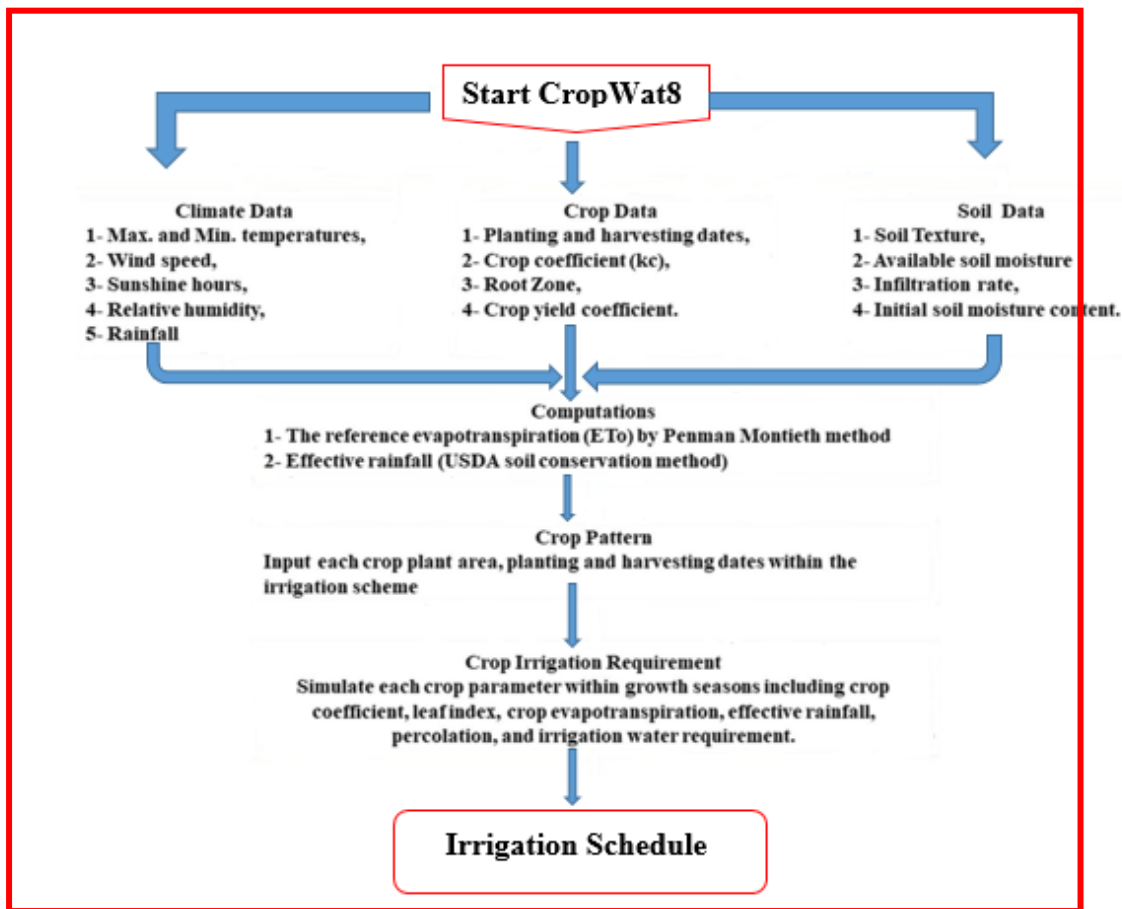 Start CropWat8
Climate Data
1- Max. and Min. temperatures,
2- Wind speed,
3- Sunshine hours,
4- Relative humidity,
5- Rainfall
Crop Data
1- Planting and harvesting dates,
2- Crop coefficient (kc),
3- Root Zone,
4- Crop yield coefficient.
Soil Data
1- Soil Texture,
2- Available soil moisture
3- Infiltration rate,
4- Initial soil moisture content.
Computations
1- The reference evapotranspiration (ETo) by Penman Montieth method
2- Effective rainfall (USDA soil conservation method)
Crop Pattern
Input each crop plant area, planting and harvesting dates within the
irrigation scheme
Crop Irrigation Requirement
Simulate each crop parameter within growth seasons including crop
coefficient, leaf index, crop evapotranspiration, effective rainfall,
percolation, and irrigation water requirement.
Irrigation Schedule